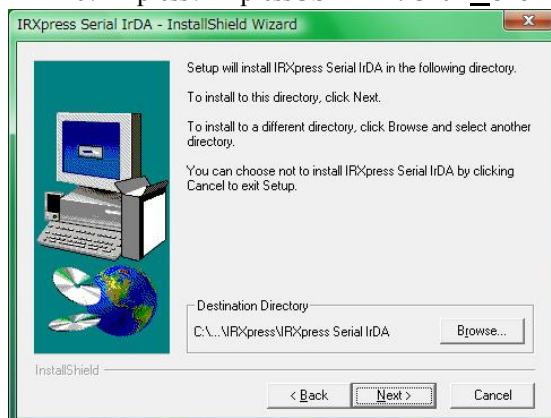 IRXpress Serial IrDA - InstallShield Wizard
Setup will install IRXpress Serial IrDA in the following directory.
To install to this directory, click Next.
To install to a different directory, click Browse and select another
directory.
You can choose not to install IRXpress Serial IrDA by clicking
Cancel to exit Setup.
Destination Directory
C:\...\IRXpress\IRXpress Serial IrDA
Browse...
InstallShield
< Back
Next >
Cancel